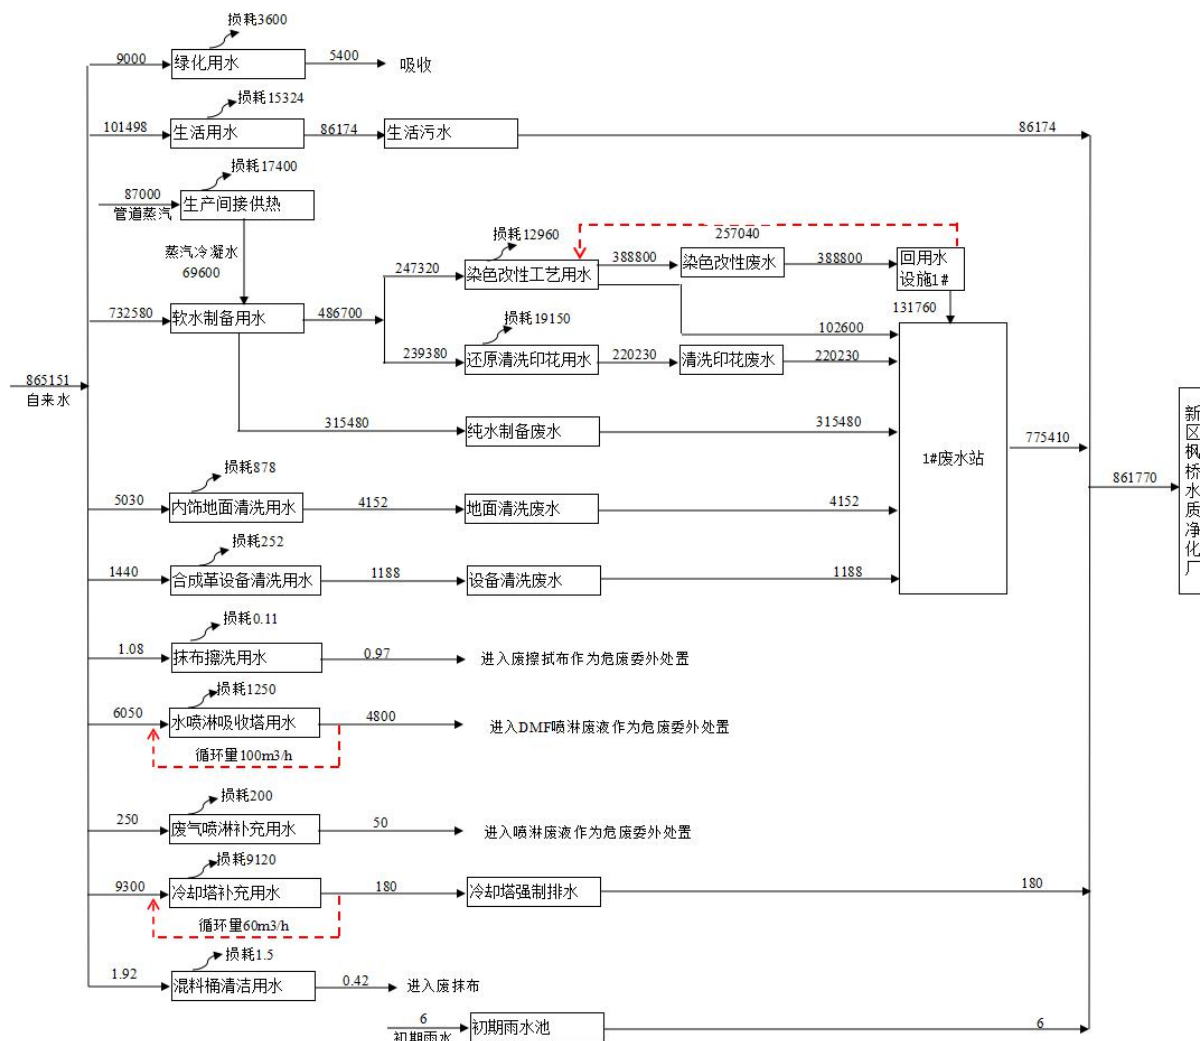 损耗3600
9000
绿化用水
5400
吸收
损耗15324
101498
生活用水
86174
生活污水
86174
损耗17400
87000
管道蒸汽
生产间接供热
蒸汽冷凝水
69600
损耗12960
257040
247320
染色改性工艺用水
388800
染色改性废水
388800
回用水
设施1#
131760
732580
软水制备用水
486700
损耗19150
102600
239380
还原清洗印花用水
220230
清洗印花废水
220230
865151
自来水
315480
纯水制备废水
315480
1#废水站
775410
861770
新区枫桥水质净化厂
损耗878
5030
内饰地面清洗用水
4152
地面清洗废水
4152
损耗252
1440
合成革设备清洗用水
1188
设备清洗废水
1188
损耗0.11
1.08
抹布擦洗用水
0.97
进入废擦拭布作为危废委外处置
损耗1250
6050
水喷淋吸收塔用水
4800
进入DMF喷淋废液作为危废委外处置
循环量100m3/h
损耗200
250
废气喷淋补充用水
50
进入喷淋废液作为危废委外处置
损耗9120
9300
冷却塔补充用水
180
冷却塔强制排水
180
循环量60m3/h
损耗1.5
1.92
混料桶清洁用水
0.42
进入废抹布
6
初期雨水
初期雨水池
6